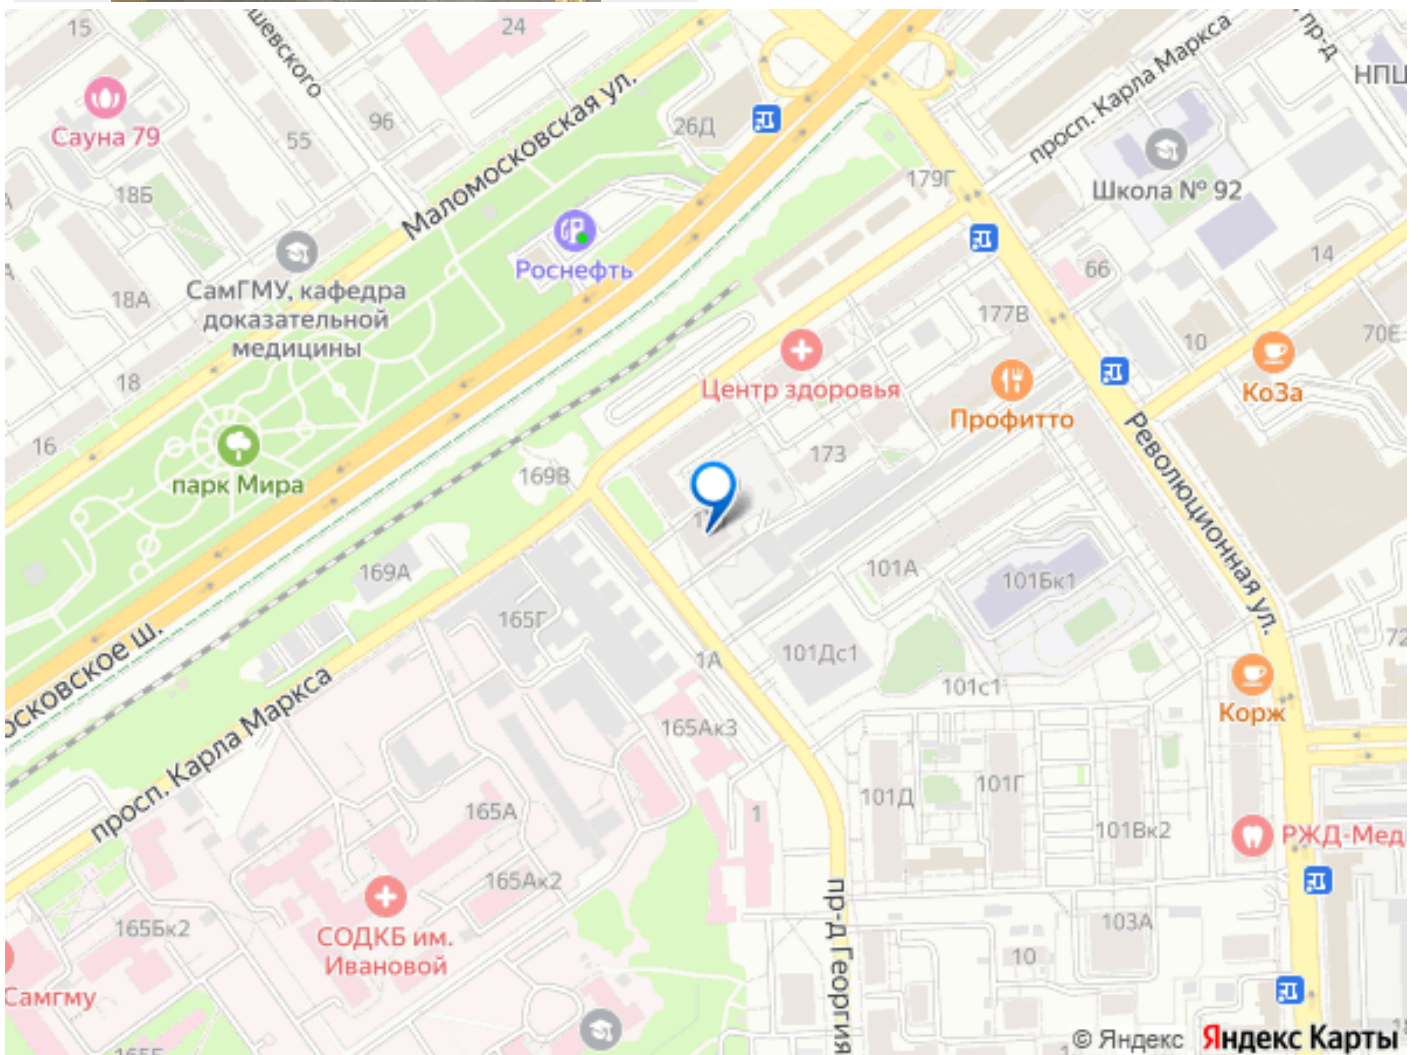 15
24
шевского
Сауна 79
55
96
26Д
Маломосковская ул.
18Б
Роснефть
179Г
просп. Карла Маркса
пр-д
НПЦ
Школа № 92
66
14
18А
СамГМУ, кафедра
доказательной
медицины
177В
10
70Е
КоЗа
18
Центр здоровья
Профитто
16
парк Мира
169В
173
Революционная ул.
169А
165Г
101А
101Бк1
1А
101Дс1
101с1
72
осковское ш.
просп. Карла Маркса
165Ак3
Корж
165А
1
101Д
101Г
101Вк2
РЖД-Мед
165Ак2
165Бк2
СОДКБ им.
Ивановой
Самгму
пр-д Георгия
103А
10
© Яндекс Яндекс Карты